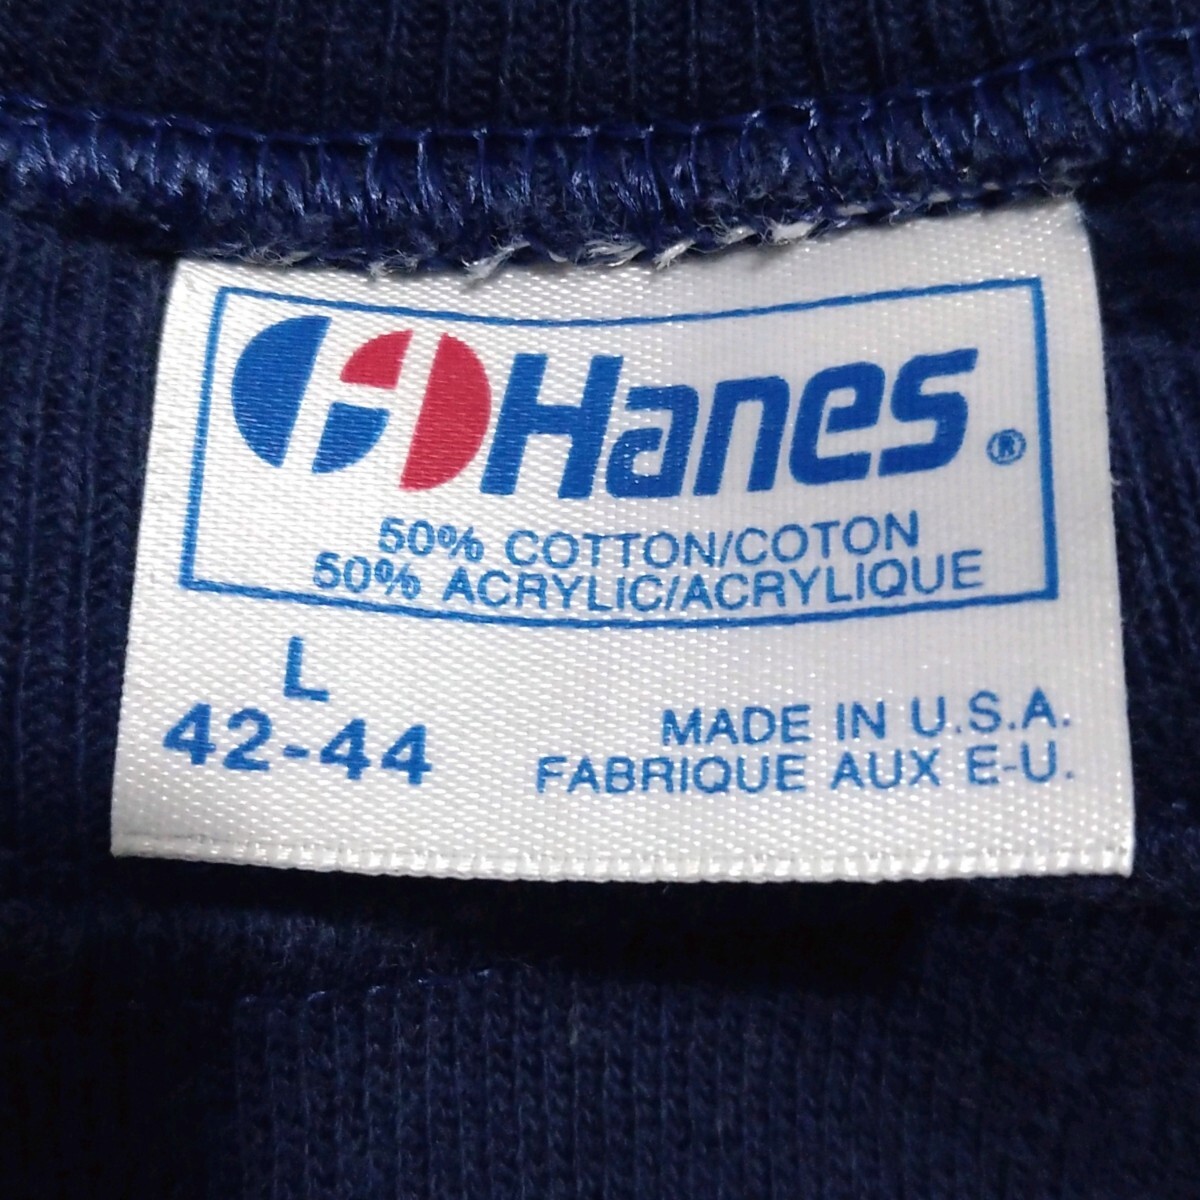 Hanes®
50% COTTON/COTON
50% ACRYLIC/ACRYLIQUE
L
42-44
MADE IN U.S.A.
FABRIQUE AUX E-U.